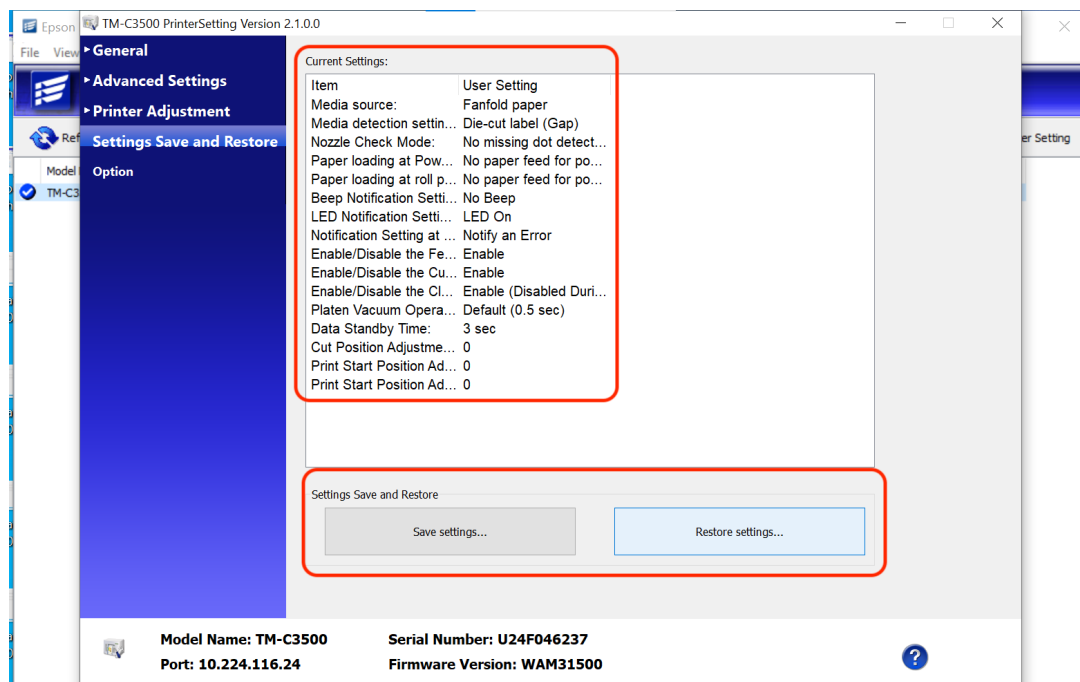 Epson
TM-C3500 PrinterSetting Version 2.1.0.0
File View
Ref
er Setting
Model
TM-C3
General
Advanced Settings
Printer Adjustment
Settings Save and Restore
Option
Current Settings:
Item User Setting
Media source: Fanfold paper
Media detection settin... Die-cut label (Gap)
Nozzle Check Mode: No missing dot detect...
Paper loading at Pow... No paper feed for po...
Paper loading at roll p... No paper feed for po...
Beep Notification Setti... No Beep
LED Notification Setti... LED On
Notification Setting at ... Notify an Error
Enable/Disable the Fe... Enable
Enable/Disable the Cu... Enable
Enable/Disable the Cl... Enable (Disabled Duri...
Platen Vacuum Opera... Default (0.5 sec)
Data Standby Time: 3 sec
Cut Position Adjustme... 0
Print Start Position Ad... 0
Print Start Position Ad... 0
Settings Save and Restore
Save settings... Restore settings...
Model Name: TM-C3500 Serial Number: U24F046237
Port: 10.224.116.24 Firmware Version: WAM31500
?